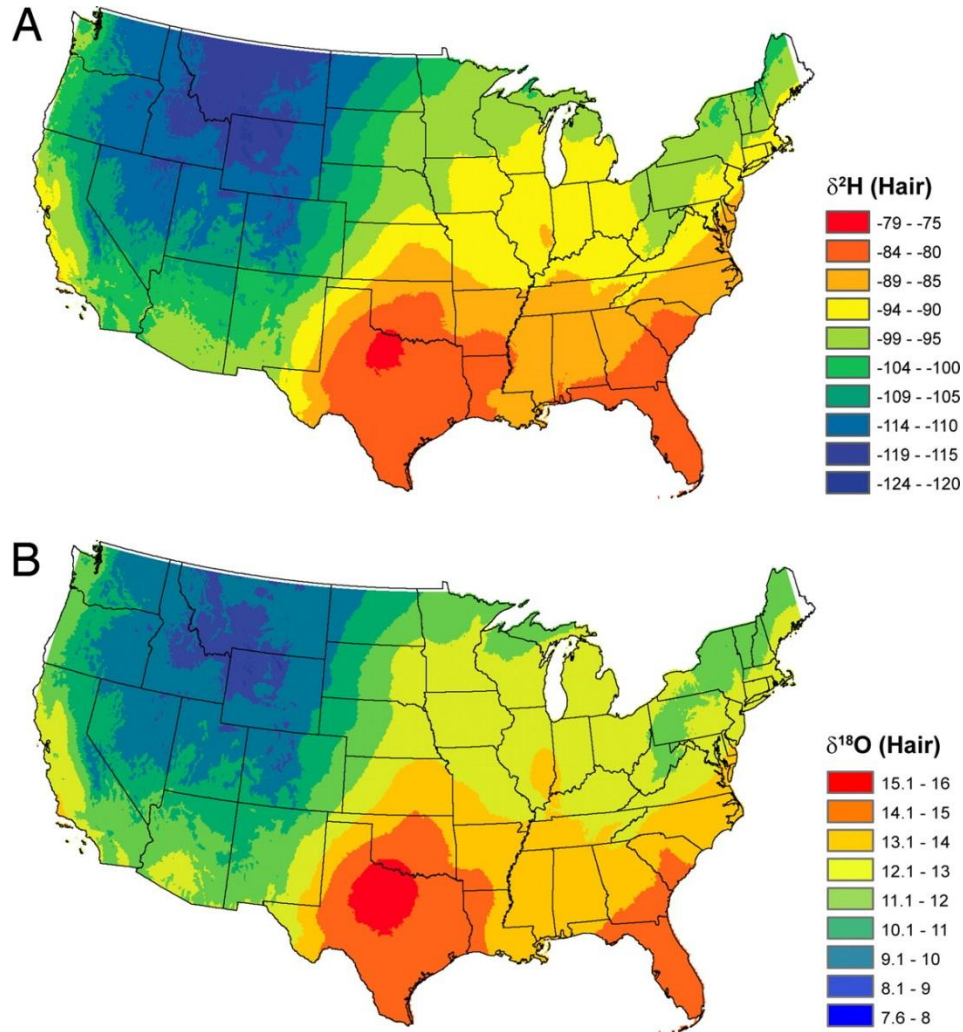 A
δ²H (Hair)
-79 - -75
-84 - -80
-89 - -85
-94 - -90
-99 - -95
-104 - -100
-109 - -105
-114 - -110
-119 - -115
-124 - -120
B
δ¹⁸O (Hair)
15.1 - 16
14.1 - 15
13.1 - 14
12.1 - 13
11.1 - 12
10.1 - 11
9.1 - 10
8.1 - 9
7.6 - 8